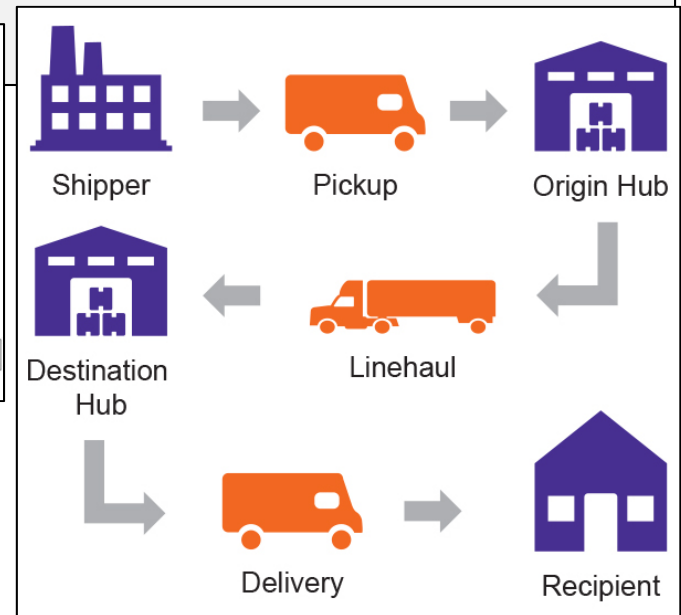 Shipper
Pickup
Origin Hub
Destination
Hub
Linehaul
Delivery
Recipient